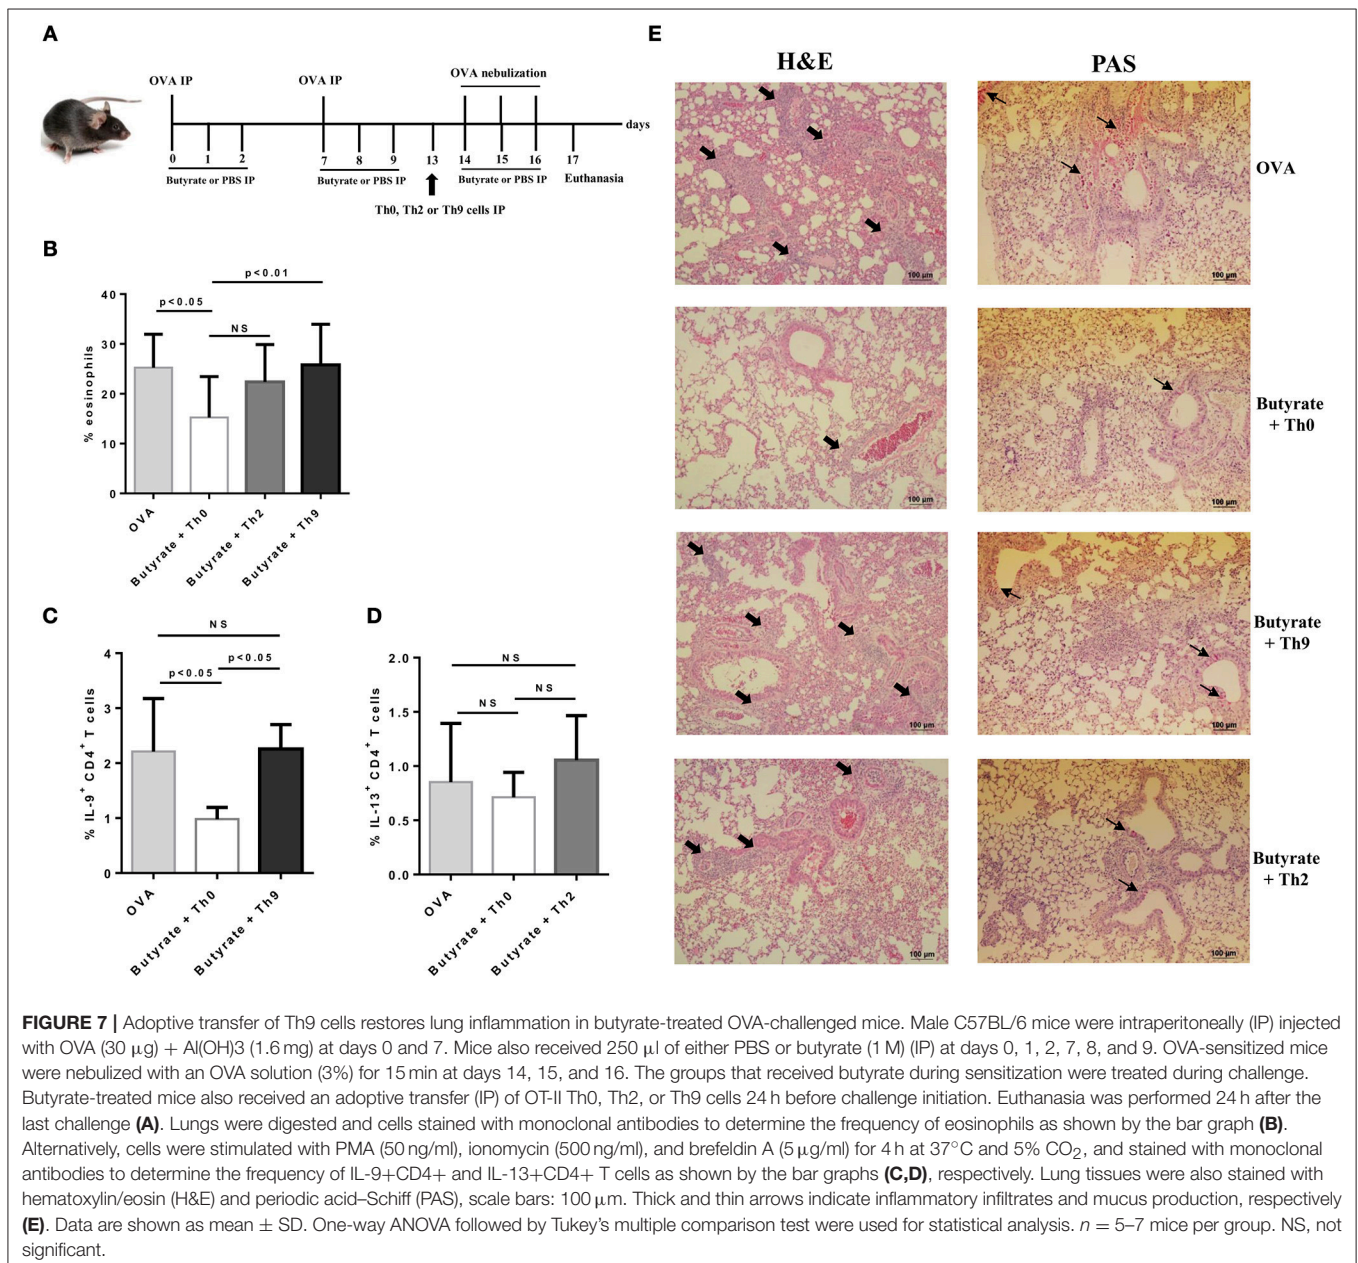 A
OVA IP
OVA IP
OVA nebulization
days
0 1 2 7 8 9 13 14 15 16 17
Butyrate or PBS IP
Butyrate or PBS IP
Butyrate or PBS IP
Euthanasia
Th0, Th2 or Th9 cells IP
B
p<0.01
p<0.05
NS
% eosinophils
40
30
20
10
0
OVA
Butyrate + Th0
Butyrate + Th2
Butyrate + Th9
C
NS
p<0.05
p<0.05
% IL-9+ CD4+ T cells
4
3
2
1
0
OVA
Butyrate + Th0
Butyrate + Th9
D
NS
NS
NS
% IL-13+ CD4+ T cells
2.0
1.5
1.0
0.5
0.0
OVA
Butyrate + Th0
Butyrate + Th2
E
H&E
PAS
100 µm
100 µm
OVA
100 µm
100 µm
Butyrate
+ Th0
100 µm
100 µm
Butyrate
+ Th9
100 µm
100 µm
Butyrate
+ Th2
FIGURE 7 | Adoptive transfer of Th9 cells restores lung inflammation in butyrate-treated OVA-challenged mice. Male C57BL/6 mice were intraperitoneally (IP) injected
with OVA (30 µg) + Al(OH)3 (1.6 mg) at days 0 and 7. Mice also received 250 µl of either PBS or butyrate (1 M) (IP) at days 0, 1, 2, 7, 8, and 9. OVA-sensitized mice
were nebulized with an OVA solution (3%) for 15 min at days 14, 15, and 16. The groups that received butyrate during sensitization were treated during challenge.
Butyrate-treated mice also received an adoptive transfer (IP) of OT-II Th0, Th2, or Th9 cells 24 h before challenge initiation. Euthanasia was performed 24 h after the
last challenge (A). Lungs were digested and cells stained with monoclonal antibodies to determine the frequency of eosinophils as shown by the bar graph (B).
Alternatively, cells were stimulated with PMA (50 ng/ml), ionomycin (500 ng/ml), and brefeldin A (5 µg/ml) for 4 h at 37°C and 5% CO2, and stained with monoclonal
antibodies to determine the frequency of IL-9+CD4+ and IL-13+CD4+ T cells as shown by the bar graphs (C,D), respectively. Lung tissues were also stained with
hematoxylin/eosin (H&E) and periodic acid–Schiff (PAS), scale bars: 100 µm. Thick and thin arrows indicate inflammatory infiltrates and mucus production, respectively
(E). Data are shown as mean ± SD. One-way ANOVA followed by Tukey's multiple comparison test were used for statistical analysis. n = 5–7 mice per group. NS, not
significant.